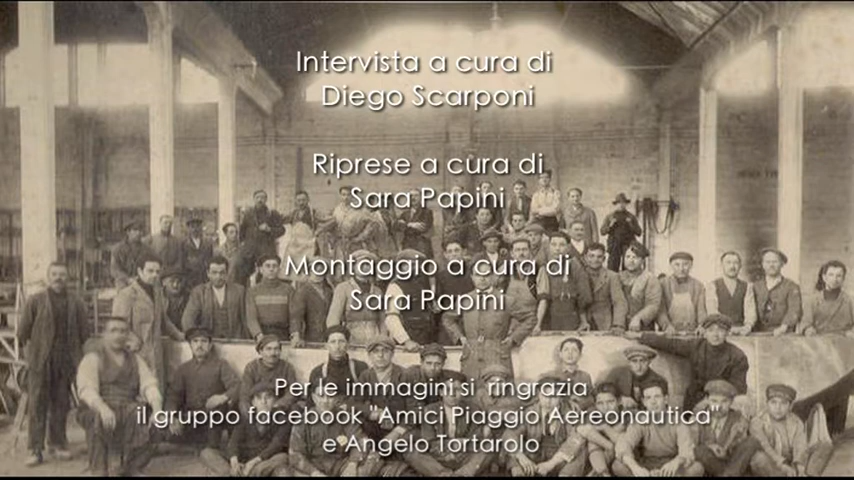 Intervista a cura di
Diego Scarponi
Riprese a cura di
Sara Papini
Montaggio a cura di
Sara Papini
Per le immagini si ringrazia
il gruppo facebook "Amici Piaggio Aereonautica"
e Angelo Tortarolo